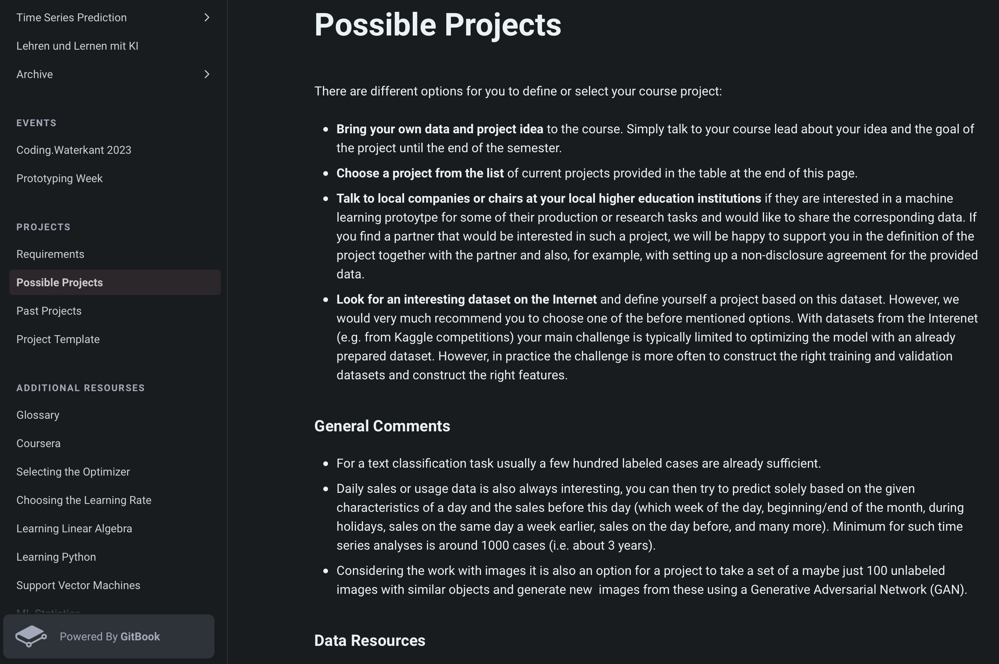 Time Series Prediction
Lehren und Lernen mit KI
Archive
EVENTS
Coding.Waterkant 2023
Prototyping Week
PROJECTS
Requirements
Possible Projects
Past Projects
Project Template
ADDITIONAL RESOURSES
Glossary
Coursera
Selecting the Optimizer
Choosing the Learning Rate
Learning Linear Algebra
Learning Python
Support Vector Machines
ML Statistics
Powered By GitBook
Possible Projects
There are different options for you to define or select your course project:
Bring your own data and project idea to the course. Simply talk to your course lead about your idea and the goal of
the project until the end of the semester.
Choose a project from the list of current projects provided in the table at the end of this page.
Talk to local companies or chairs at your local higher education institutions if they are interested in a machine
learning protoytpe for some of their production or research tasks and would like to share the corresponding data. If
you find a partner that would be interested in such a project, we will be happy to support you in the definition of the
project together with the partner and also, for example, with setting up a non-disclosure agreement for the provided
data.
Look for an interesting dataset on the Internet and define yourself a project based on this dataset. However, we
would very much recommend you to choose one of the before mentioned options. With datasets from the Interenet
(e.g. from Kaggle competitions) your main challenge is typically limited to optimizing the model with an already
prepared dataset. However, in practice the challenge is more often to construct the right training and validation
datasets and construct the right features.
General Comments
For a text classification task usually a few hundred labeled cases are already sufficient.
Daily sales or usage data is also always interesting, you can then try to predict solely based on the given
characteristics of a day and the sales before this day (which week of the day, beginning/end of the month, during
holidays, sales on the same day a week earlier, sales on the day before, and many more). Minimum for such time
series analyses is around 1000 cases (i.e. about 3 years).
Considering the work with images it is also an option for a project to take a set of a maybe just 100 unlabeled
images with similar objects and generate new  images from these using a Generative Adversarial Network (GAN).
Data Resources